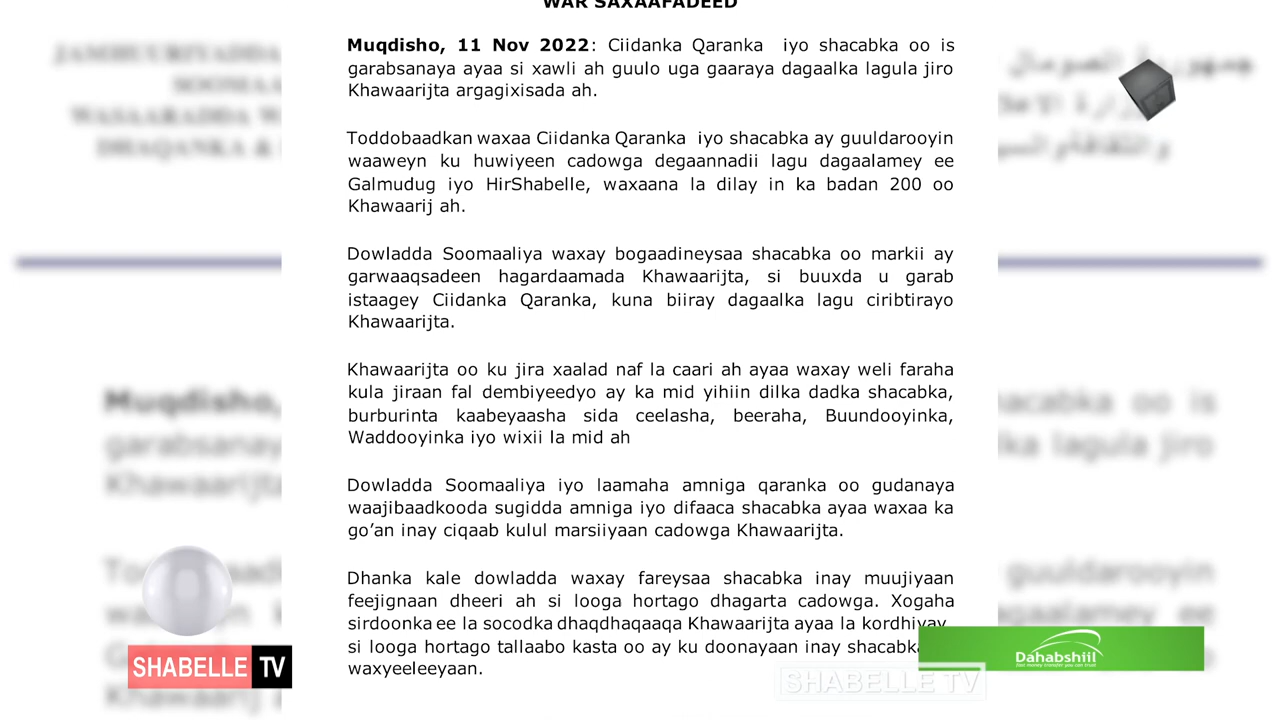 WAR SAXAAFADEED
Muqdisho, 11 Nov 2022: Ciidanka Qaranka iyo shacabka oo is
garabsanaya ayaa si xawli ah guulo uga gaaraya dagaalka lagula jiro
Khawaarijta argagixisada ah.
Toddobaadkan waxaa Ciidanka Qaranka iyo shacabka ay guuldarooyin
waaweyn ku huwiyeen cadowga degaannadii lagu dagaalamey ee
Galmudug iyo HirShabelle, waxaana la dilay in ka badan 200 oo
Khawaarij ah.
Dowladda Soomaaliya waxay bogaadineysaa shacabka oo markii ay
garwaaqsadeen hagardaamada Khawaarijta, si buuxda u garab
istaagey Ciidanka Qaranka, kuna biiray dagaalka lagu ciribtirayo
Khawaarijta.
Khawaarijta oo ku jira xaalad naf la caari ah ayaa waxay weli faraha
kula jiraan fal dembiyeedyo ay ka mid yihiin dilka dadka shacabka,
burburinta kaabeyaasha sida ceelasha, beeraha, Buundooyinka,
Waddooyinka iyo wixii la mid ah
Dowladda Soomaaliya iyo laamaha amniga qaranka oo gudanaya
waajibaadkooda sugidda amniga iyo difaaca shacabka ayaa waxaa ka
go’an inay ciqaab kulul marsiiyaan cadowga Khawaarijta.
Dhanka kale dowladda waxay fareysaa shacabka inay muujiyaan
feejignaan dheeri ah si looga hortago dhagarta cadowga. Xogaha
sirdoonka ee la socodka dhaqdhaqaaqa Khawaarijta ayaa la kordhiyay,
si looga hortago tallaabo kasta oo ay ku doonayaan inay shacabka
waxyeeleeyaan.
SHABELLE TV
Dahabshiil
Fast money transfer you can trust
SHABELLE TV